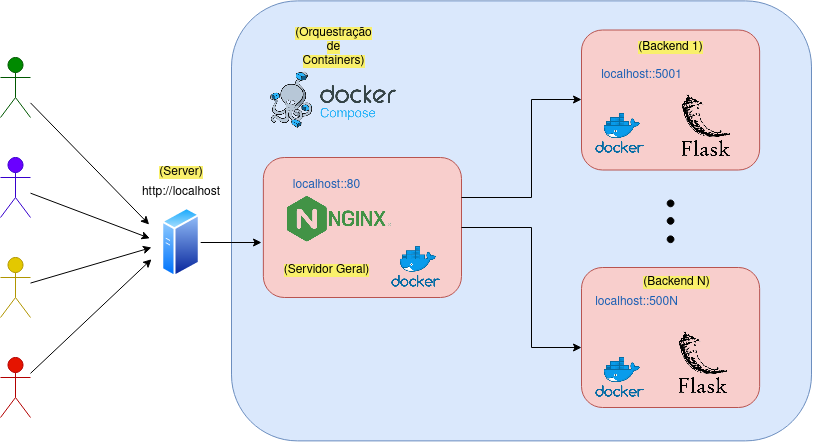 (Orquestração
de
Containers)
docker
Compose
(Server)
http://localhost
localhost::80
NGINX
(Servidor Geral)
docker
(Backend 1)
localhost::5001
docker
Flask
(Backend N)
localhost::500N
docker
Flask